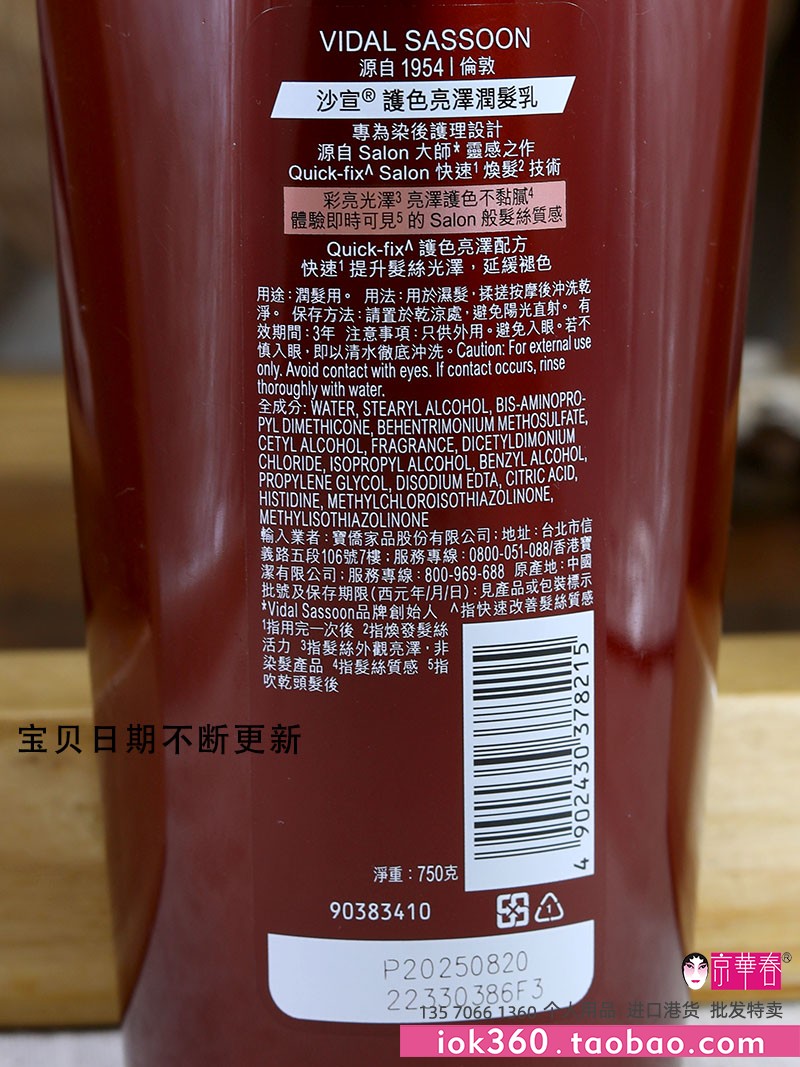 VIDAL SASSOON
源自 1954 | 倫敦
沙宣® 護色亮澤潤髮乳
專為染後護理設計
源自 Salon 大師* 靈感之作
Quick-fix^ Salon 快速1 煥髮2 技術
彩亮光澤3 亮澤護色不黏膩4
體驗即時可見5 的 Salon 般髮絲質感
Quick-fix^ 護色亮澤配方
快速1 提升髮絲光澤，延緩褪色
用途：潤髮用。 用法：用於濕髮，揉搓按摩後沖洗乾
淨。 保存方法：請置於乾涼處，避免陽光直射。 有
效期間：3年 注意事項：只供外用。避免入眼。若不
慎入眼，即以清水徹底沖洗。Caution: For external use
only. Avoid contact with eyes. If contact occurs, rinse
thoroughly with water.
全成分: WATER, STEARYL ALCOHOL, BIS-AMINOPRO-
PYL DIMETHICONE, BEHENTRIMONIUM METHOSULFATE,
CETYL ALCOHOL, FRAGRANCE, DICETYLDIMONIUM
CHLORIDE, ISOPROPYL ALCOHOL, BENZYL ALCOHOL,
PROPYLENE GLYCOL, DISODIUM EDTA, CITRIC ACID,
HISTIDINE, METHYLCHLOROISOTHIAZOLINONE,
METHYLISOTHIAZOLINONE
輸入業者：寶僑家品股份有限公司；地址：台北市信
義路五段106號7樓；服務專線：0800-051-088/香港寶
潔有限公司；服務專線：800-969-688 原產地：中國
批號及保存期限(西元年/月/日)：見產品或包裝標示
*Vidal Sassoon品牌創始人 ^指快速改善髮絲質感
1指用完一次後 2指煥發髮絲
活力 3指髮絲外觀亮澤，非
染髮產品 4指髮絲質感 5指
吹乾頭髮後
4 902430 378215
宝贝日期不断更新
淨重：750克
90383410
1
P20250820
22330386F3
京華春®
135 7066 1360 个人用品 进口港货 批发特卖
iok360.taobao.com